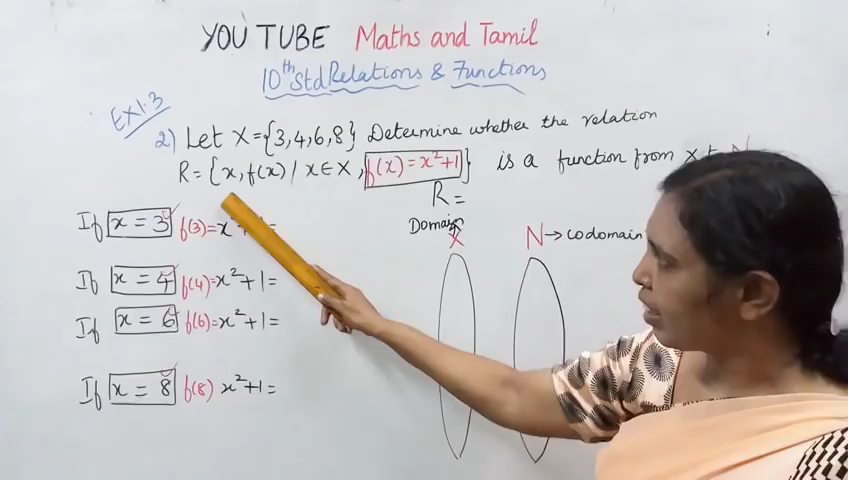 YOU TUBE Maths and Tamil
10th Std Relations & Functions
EX1.3
2) Let X={3,4,6,8} Determine whether the relation
R={x,f(x)/x∈X, f(x)=x²+1} is a function from X to N
R=
If x=3 f(3)=x²+1=
Domain
X N→codomain
If x=4 f(4)=x²+1=
If x=6 f(6)=x²+1=
If x=8 f(8) x²+1=